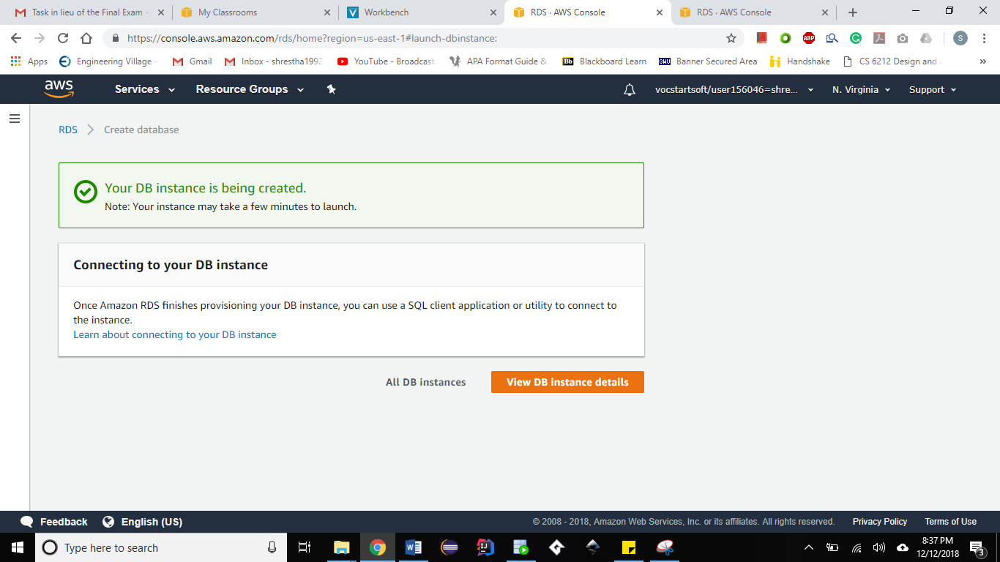 Task in lieu of the Final Exam -
My Classrooms
Workbench
RDS · AWS Console
RDS · AWS Console
https://console.aws.amazon.com/rds/home?region=us-east-1#launch-dbinstance:
ABP
S
Apps
Engineering Village -
Gmail
Inbox - shrestha1992
YouTube - Broadcast
APA Format Guide &
Bb
Blackboard Learn
GWU
Banner Secured Area
Handshake
CS 6212 Design and
aws
Services
Resource Groups
vocstartsoft/user156046=shre...
N. Virginia
Support
RDS
Create database
Your DB instance is being created.
Note: Your instance may take a few minutes to launch.
Connecting to your DB instance
Once Amazon RDS finishes provisioning your DB instance, you can use a SQL client application or utility to connect to
the instance.
Learn about connecting to your DB instance
All DB instances
View DB instance details
Feedback
English (US)
© 2008 - 2018, Amazon Web Services, Inc. or its affiliates. All rights reserved.
Privacy Policy
Terms of Use
Type here to search
8:37 PM
12/12/2018
3